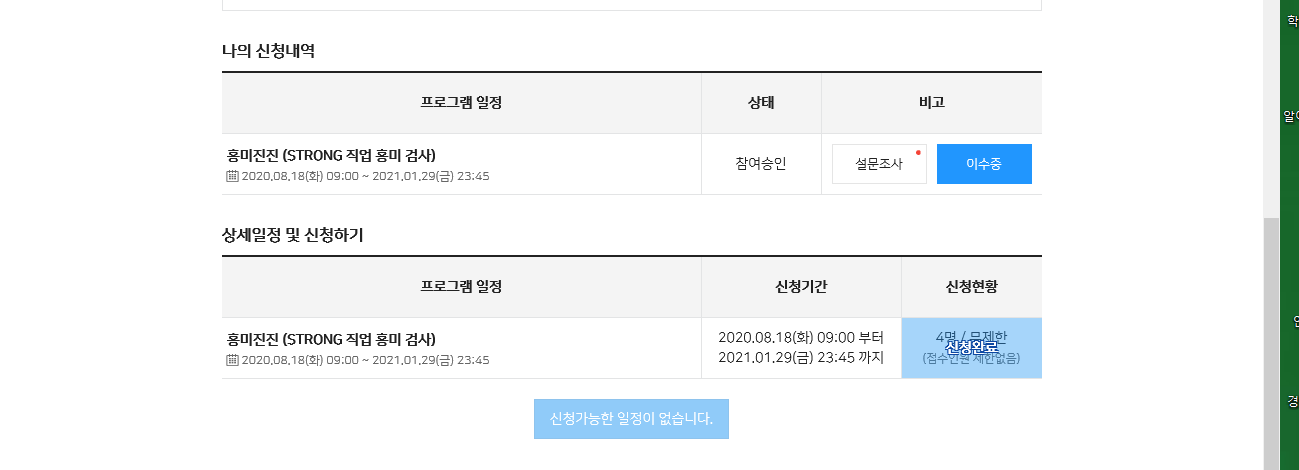 나의 신청내역
프로그램 일정 상태 비고
흥미진진 (STRONG 직업 흥미 검사)
2020.08.18(화) 09:00 ~ 2021.01.29(금) 23:45
참여승인
설문조사
이수중
상세일정 및 신청하기
프로그램 일정 신청기간 신청현황
흥미진진 (STRONG 직업 흥미 검사)
2020.08.18(화) 09:00 ~ 2021.01.29(금) 23:45
2020.08.18(화) 09:00 부터
2021.01.29(금) 23:45 까지
4명 / 무제한
신청완료
(접수인원 제한없음)
신청가능한 일정이 없습니다.
학
경